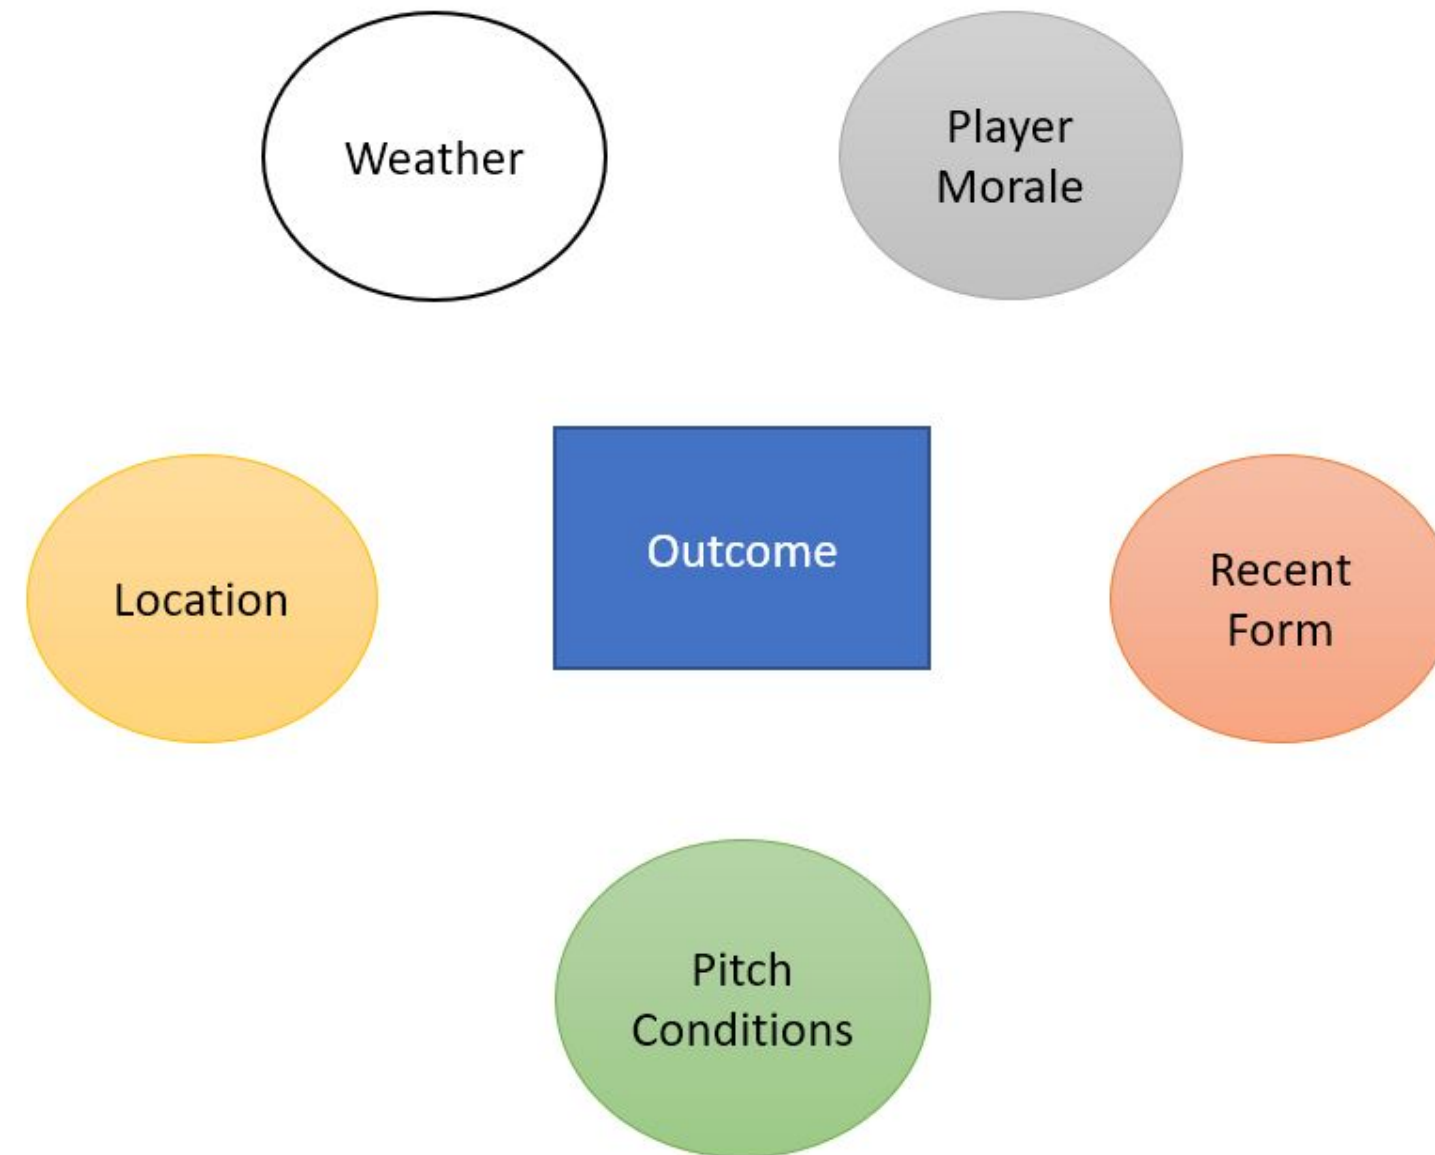 Weather
Player
Morale
Outcome
Location
Recent
Form
Pitch
Conditions